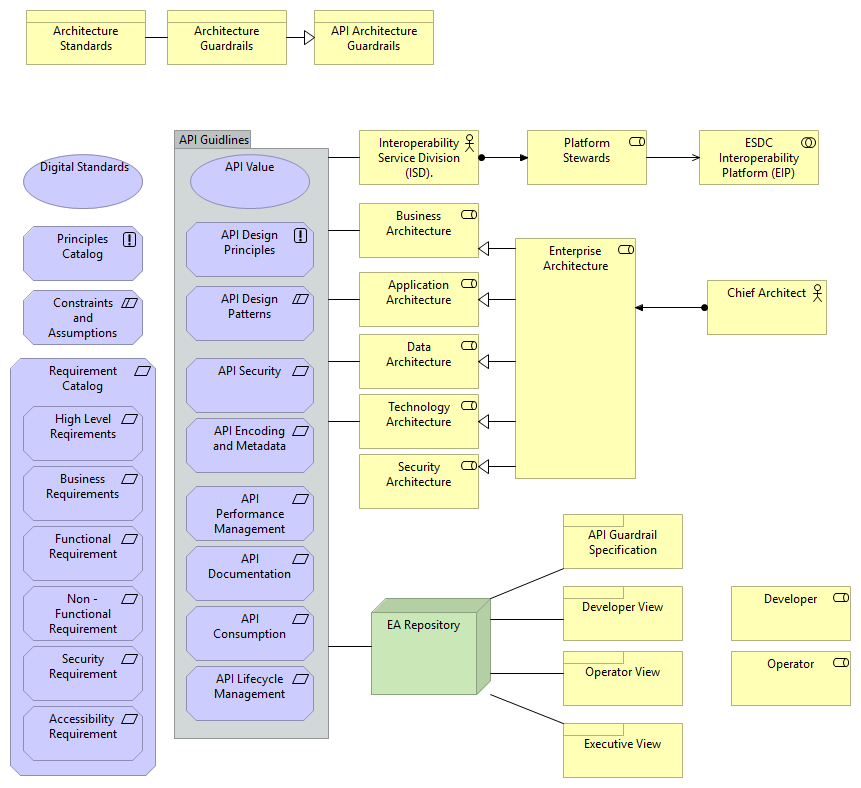 Architecture
Standards
Architecture
Guardrails
API Architecture
Guardrails
Digital Standards
Principles
Catalog
Constraints
and
Assumptions
Requirement
Catalog
High Level
Reqirements
Business
Requirements
Functional
Requirement
Non -
Functional
Requirement
Security
Requirement
Accessibility
Requirement
API Guidlines
API Value
API Design
Principles
API Design
Patterns
API Security
API Encoding
and Metadata
API
Performance
Management
API
Documentation
API
Consumption
API Lifecycle
Management
Interoperability
Service Division
(ISD).
Platform
Stewards
ESDC
Interoperability
Platform (EIP)
Business
Architecture
Application
Architecture
Data
Architecture
Technology
Architecture
Security
Architecture
Enterprise
Architecture
Chief Architect
EA Repository
API Guardrail
Specification
Developer View
Operator View
Executive View
Developer
Operator